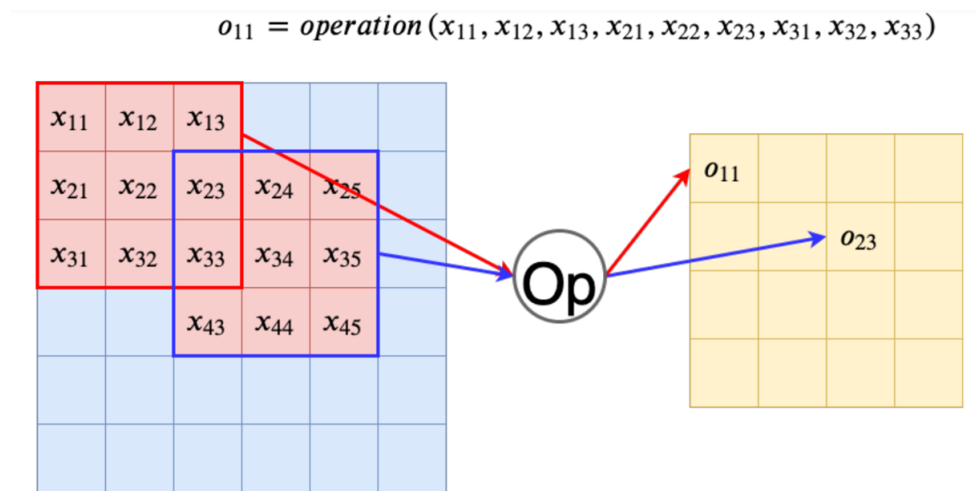 o₁₁ = operation (x₁₁, x₁₂, x₁₃, x₂₁, x₂₂, x₂₃, x₃₁, x₃₂, x₃₃)
x₁₁ x₁₂ x₁₃
x₂₁ x₂₂ x₂₃ x₂₄ x₂₅
x₃₁ x₃₂ x₃₃ x₃₄ x₃₅
x₄₃ x₄₄ x₄₅
Op
o₁₁
o₂₃